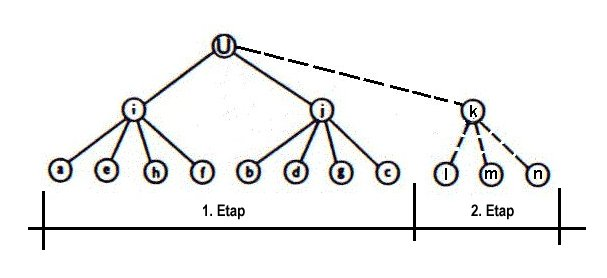 U
i j k
a e h f b d g c l m n
1. Etap 2. Etap